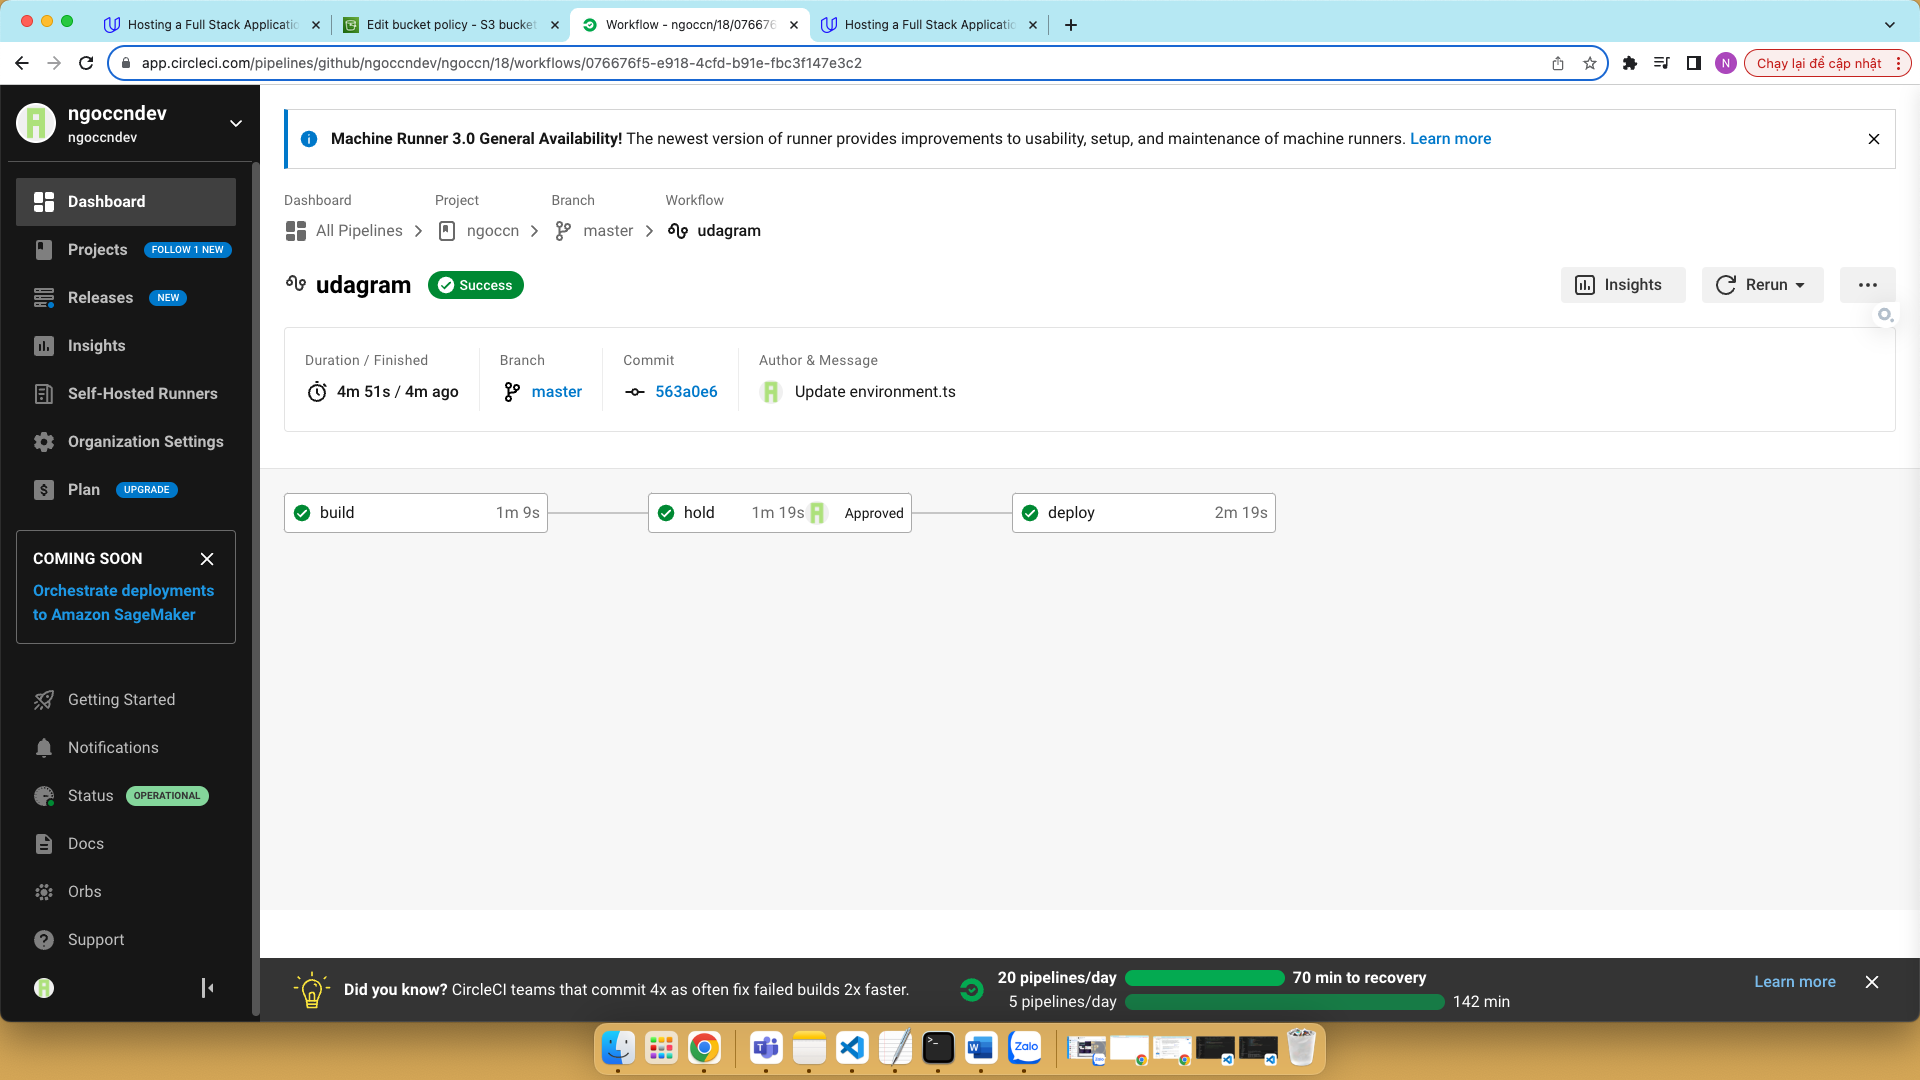 Hosting a Full Stack Applicatio
Edit bucket policy - S3 bucket
Workflow - ngoccn/18/076676
Hosting a Full Stack Applicatio
app.circleci.com/pipelines/github/ngoccndev/ngoccn/18/workflows/076676f5-e918-4cfd-b91e-fbc3f147e3c2
N
Chạy lại để cập nhật
ngoccndev
ngoccndev
Dashboard
Projects FOLLOW 1 NEW
Releases NEW
Insights
Self-Hosted Runners
Organization Settings
Plan UPGRADE
COMING SOON
Orchestrate deployments
to Amazon SageMaker
Getting Started
Notifications
Status OPERATIONAL
Docs
Orbs
Support
Machine Runner 3.0 General Availability! The newest version of runner provides improvements to usability, setup, and maintenance of machine runners. Learn more
Dashboard Project Branch Workflow
All Pipelines ngoccn master udagram
udagram Success
Insights Rerun
Duration / Finished Branch Commit Author & Message
4m 51s / 4m ago master 563a0e6 Update environment.ts
build 1m 9s hold 1m 19s Approved deploy 2m 19s
Did you know? CircleCI teams that commit 4x as often fix failed builds 2x faster.
20 pipelines/day 70 min to recovery
5 pipelines/day 142 min
Learn more
Zalo